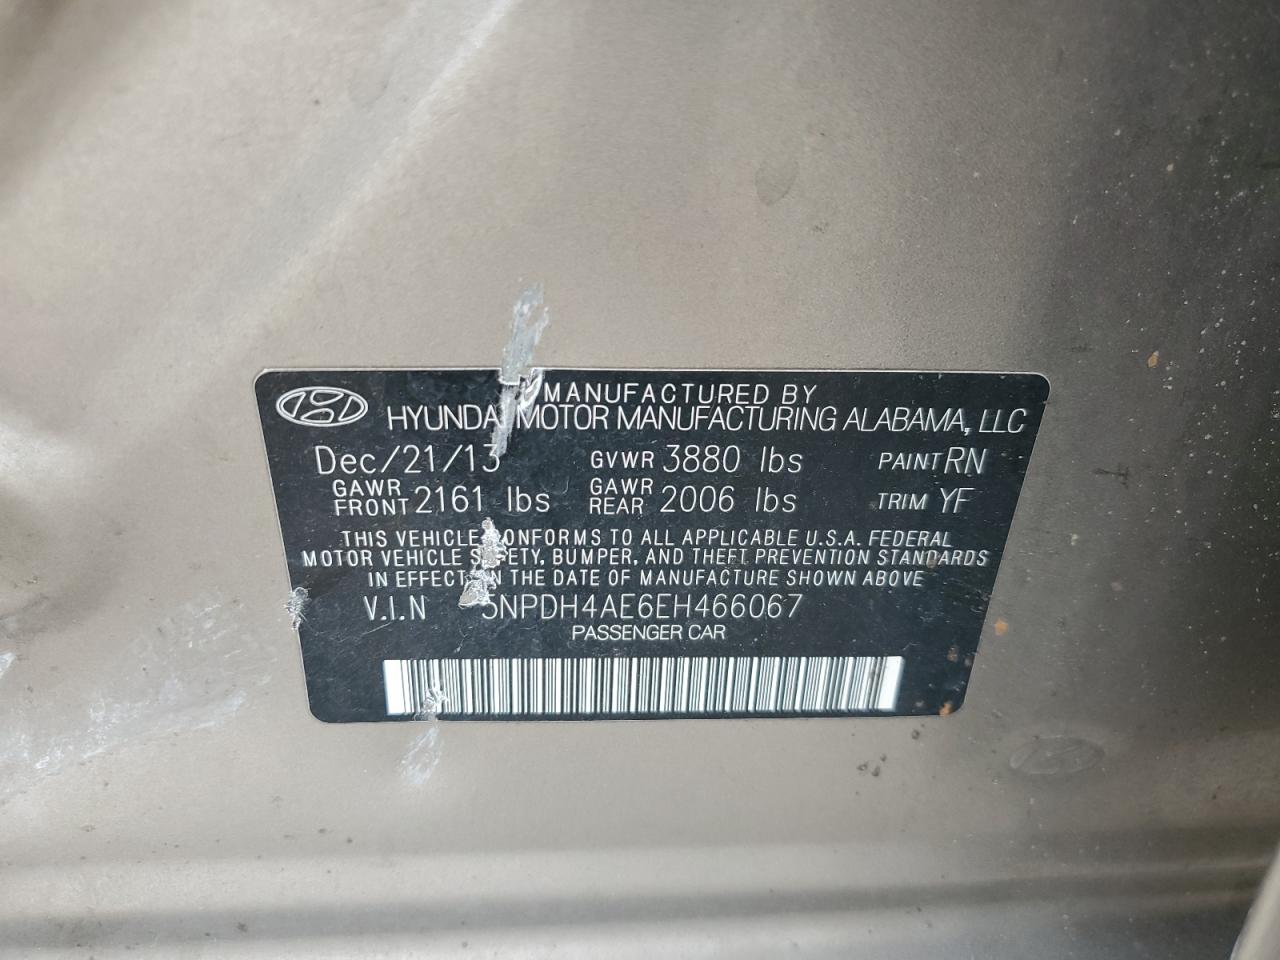 MANUFACTURED BY
HYUNDAI MOTOR MANUFACTURING ALABAMA, LLC
Dec/21/13 GVWR 3880 lbs PAINT RN
GAWR FRONT 2161 lbs GAWR REAR 2006 lbs TRIM YF
THIS VEHICLE CONFORMS TO ALL APPLICABLE U.S.A. FEDERAL
MOTOR VEHICLE SAFETY, BUMPER, AND THEFT PREVENTION STANDARDS
IN EFFECT ON THE DATE OF MANUFACTURE SHOWN ABOVE
V.I.N 5NPDH4AE6EH466067
PASSENGER CAR